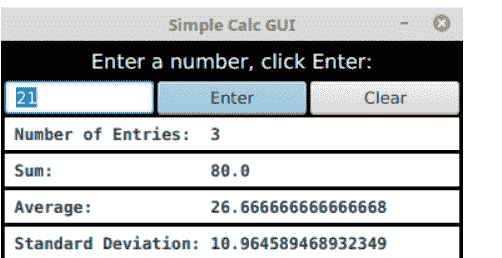 Simple Calc GUI
Enter a number, click Enter:
21 Enter Clear
Number of Entries: 3
Sum: 80.0
Average: 26.666666666666668
Standard Deviation: 10.964589468932349